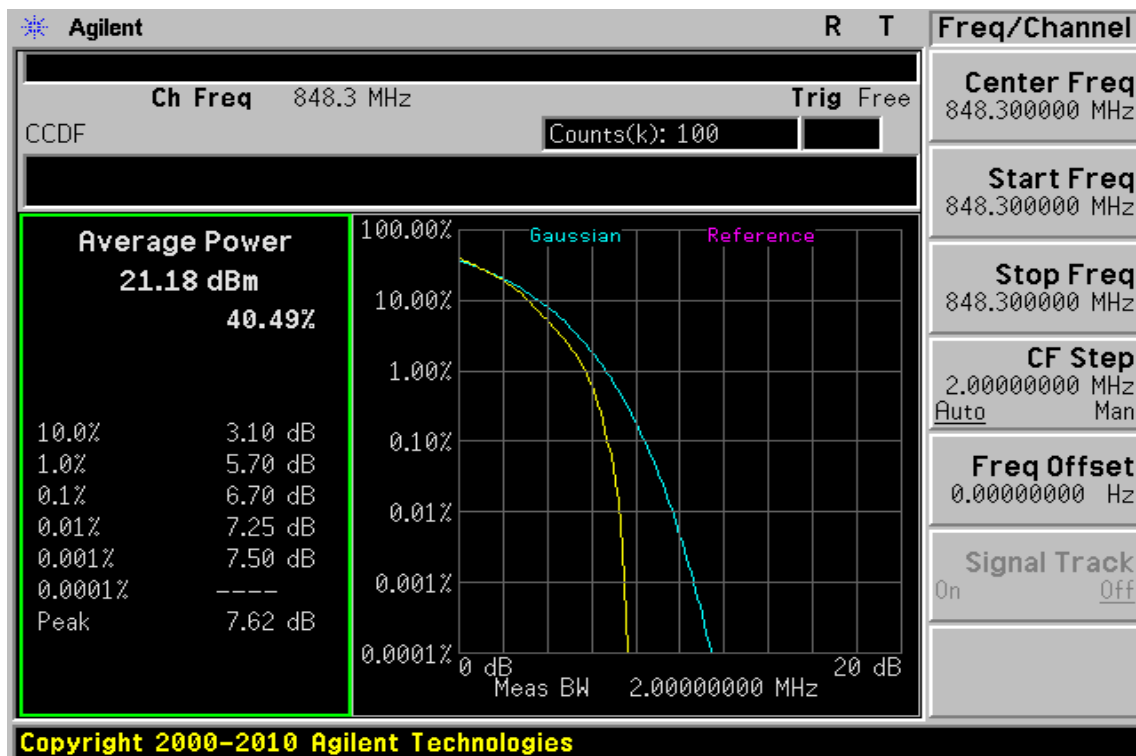 Agilent R T
Ch Freq 848.3 MHz Trig Free
CCDF Counts(k): 100
Average Power
21.18 dBm
40.49%
10.0% 3.10 dB
1.0% 5.70 dB
0.1% 6.70 dB
0.01% 7.25 dB
0.001% 7.50 dB
0.0001% ----
Peak 7.62 dB
Gaussian Reference
100.00%
10.00%
1.00%
0.10%
0.01%
0.001%
0.0001%
0 dB 20 dB
Meas BW 2.00000000 MHz
Freq/Channel
Center Freq
848.300000 MHz
Start Freq
848.300000 MHz
Stop Freq
848.300000 MHz
CF Step
2.00000000 MHz
Auto Man
Freq Offset
0.00000000 Hz
Signal Track
On Off
Copyright 2000-2010 Agilent Technologies